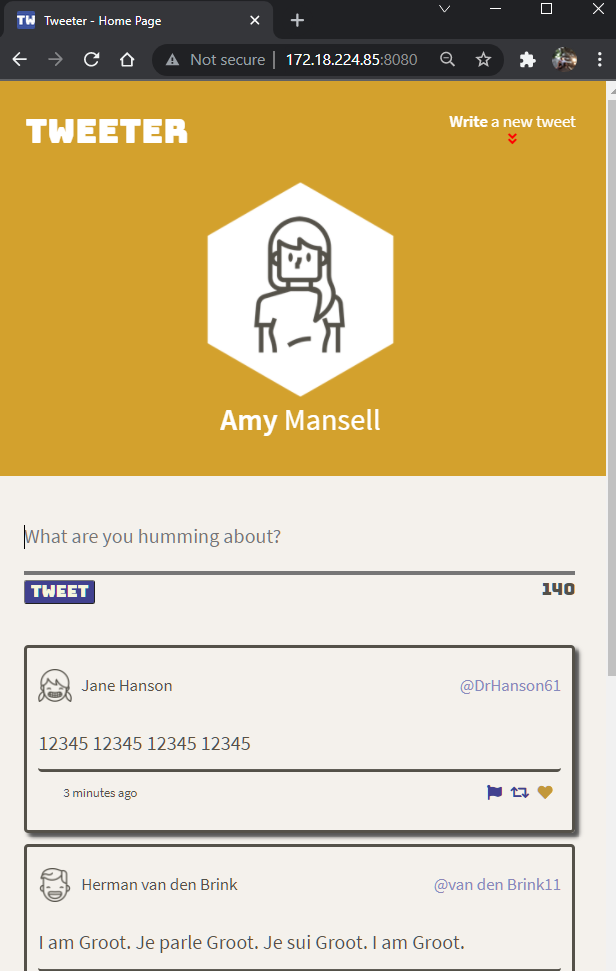 TW Tweeter - Home Page
Not secure | 172.18.224.85:8080
TWEETER
Write a new tweet
Amy Mansell
What are you humming about?
TWEET 140
Jane Hanson @DrHanson61
12345 12345 12345 12345
3 minutes ago
Herman van den Brink @van den Brink11
I am Groot. Je parle Groot. Je sui Groot. I am Groot.